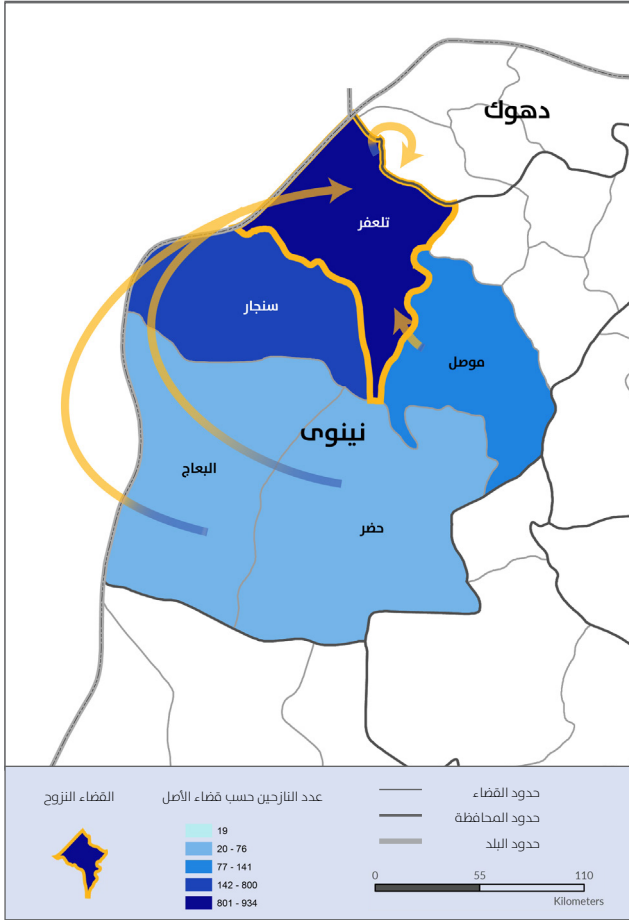 دهوك
تلعفر
سنجار
موصل
نينوى
البعاج
حضر
القضاء النزوح
عدد النازحين حسب قضاء الأصل
19
20 - 76
77 - 141
142 - 800
801 - 934
حدود القضاء
حدود المحافظة
حدود البلد
0 55 110
Kilometers